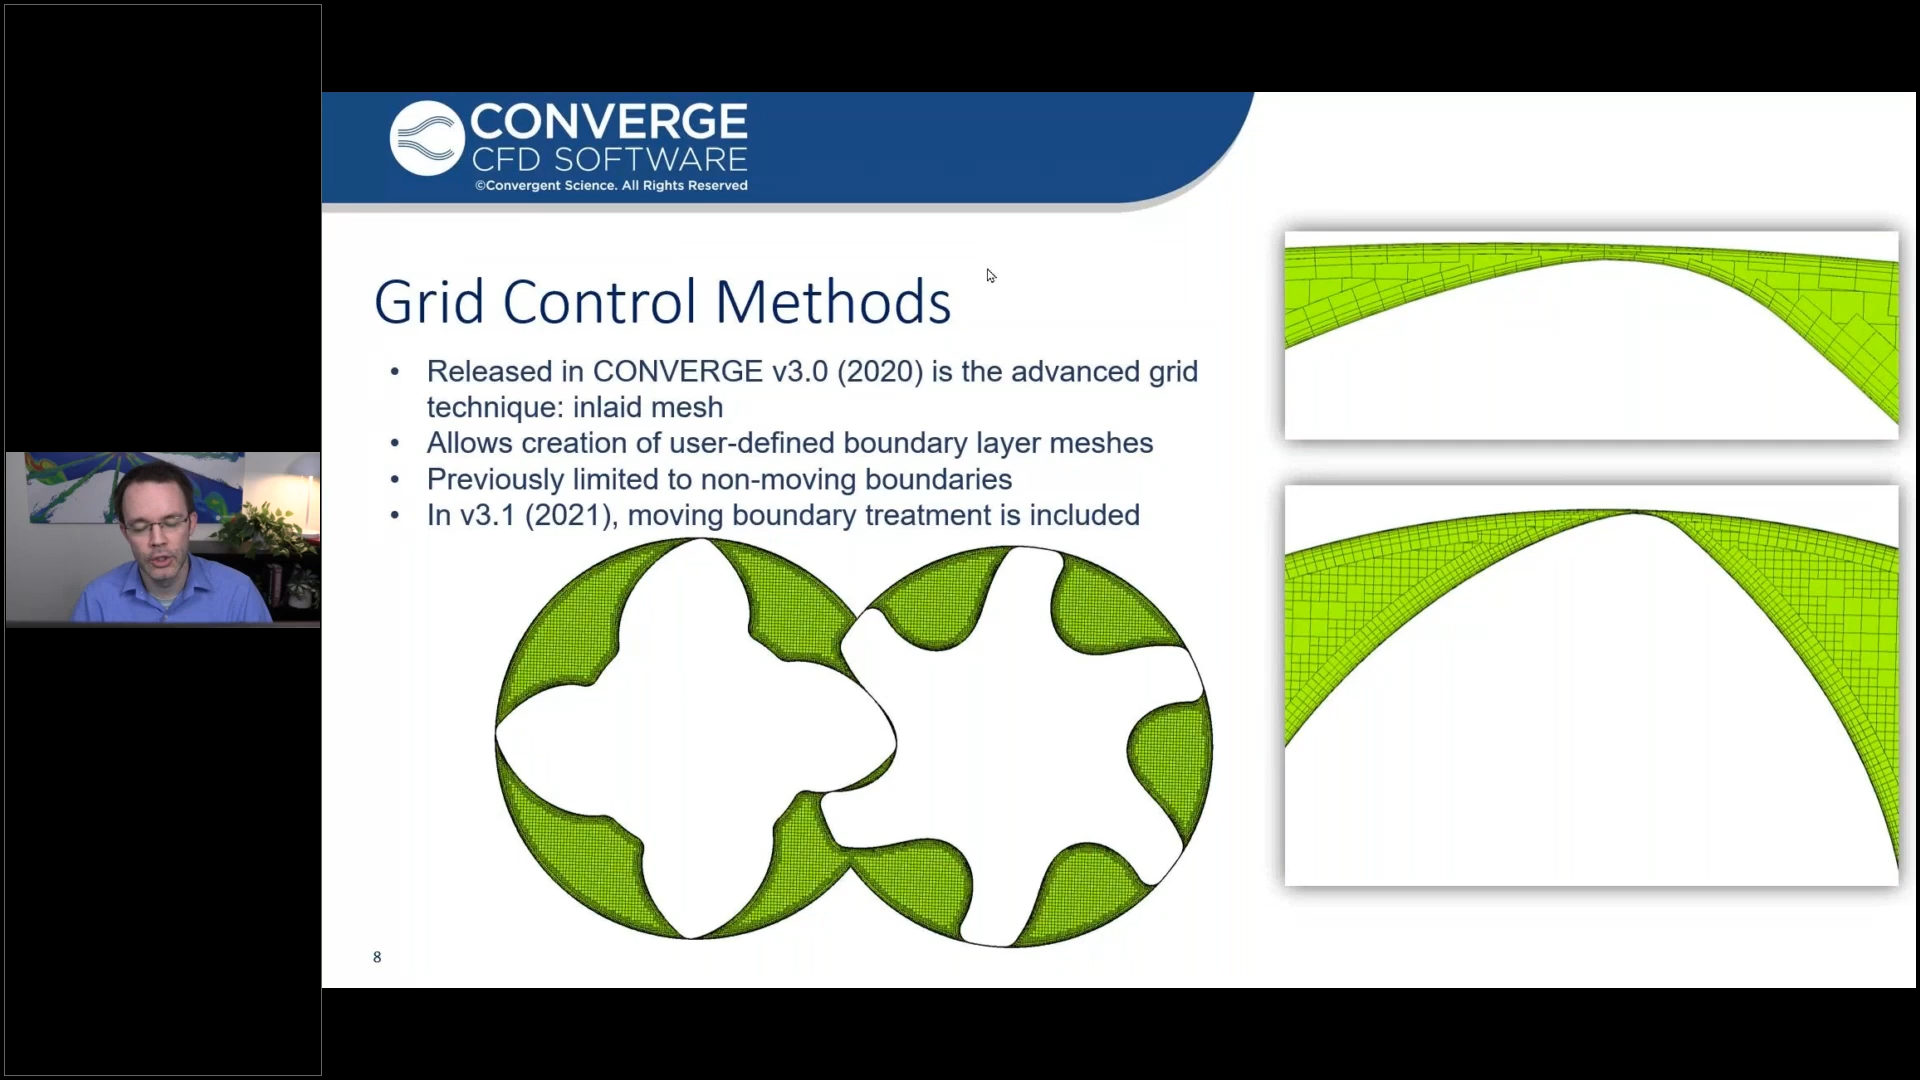 CONVERGE
CFD SOFTWARE
©Convergent Science. All Rights Reserved
Grid Control Methods
• Released in CONVERGE v3.0 (2020) is the advanced grid
technique: inlaid mesh
• Allows creation of user-defined boundary layer meshes
• Previously limited to non-moving boundaries
• In v3.1 (2021), moving boundary treatment is included
8